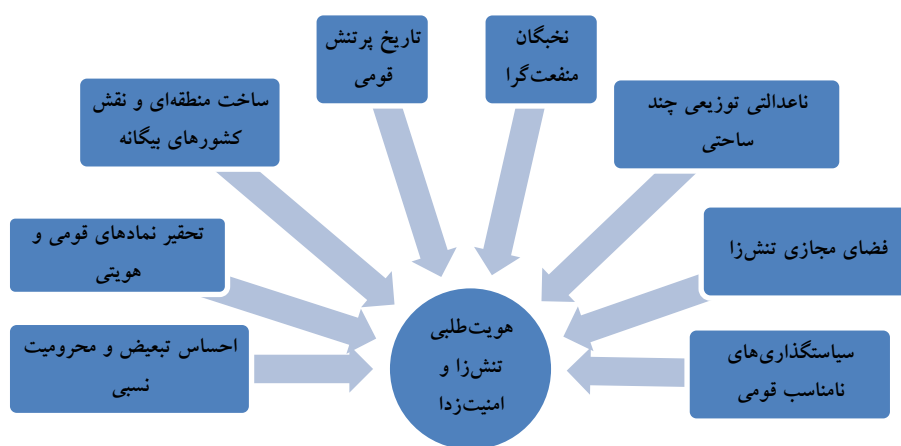 نخبگان
منفعت‌گرا
تاریخ پرتنش
قومی
ناعدالتی توزیعی چند
ساحتی
ساخت منطقه‌ای و نقش
کشورهای بیگانه
فضای مجازی تنش‌زا
تحقیر نمادهای قومی و
هویتی
سیاستگذاری‌های
نامناسب قومی
احساس تبعیض و محرومیت
نسبی
هویت‌طلبی
تنش‌زا و
امنیت‌زدا